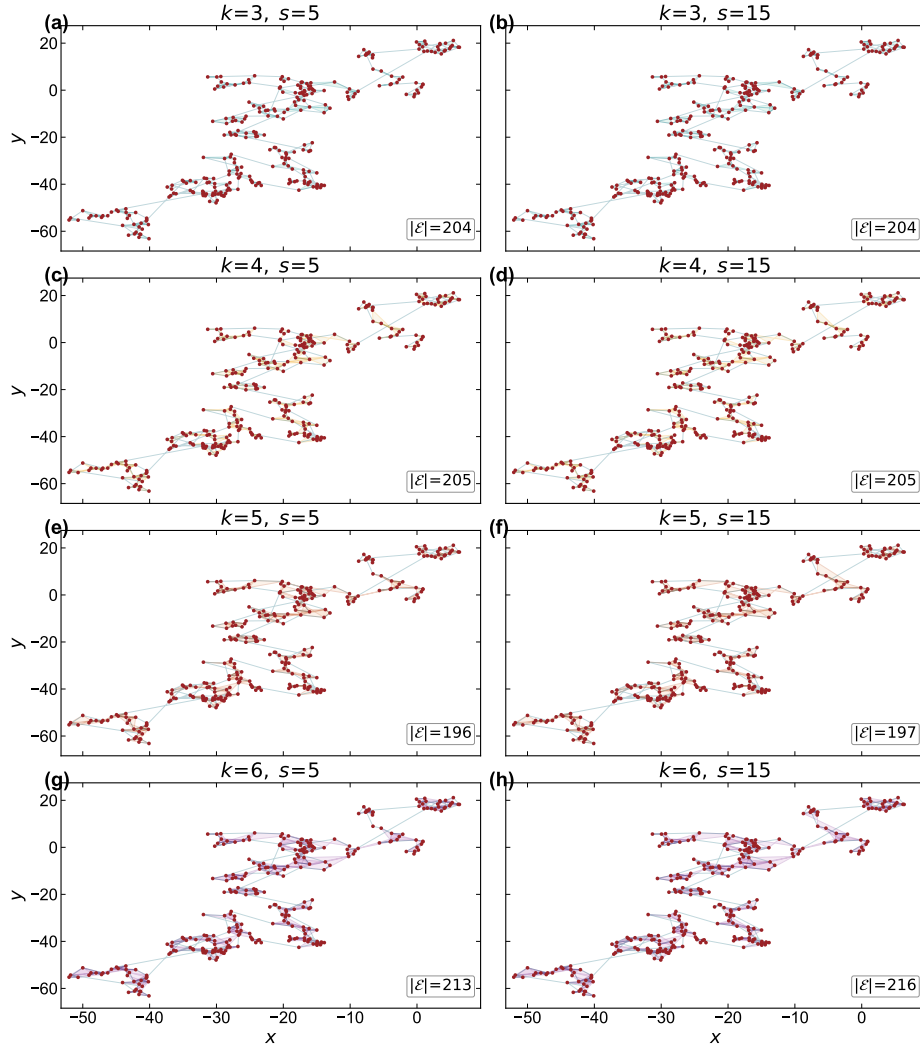 (a) k=3, s=5
(b) k=3, s=15
20
0
−20
−40
−60
y
|ℰ|=204
|ℰ|=204
(c) k=4, s=5
(d) k=4, s=15
20
0
−20
−40
−60
y
|ℰ|=205
|ℰ|=205
(e) k=5, s=5
(f) k=5, s=15
20
0
−20
−40
−60
y
|ℰ|=196
|ℰ|=197
(g) k=6, s=5
(h) k=6, s=15
20
0
−20
−40
−60
y
|ℰ|=213
|ℰ|=216
−50 −40 −30 −20 −10 0
−50 −40 −30 −20 −10 0
x
x